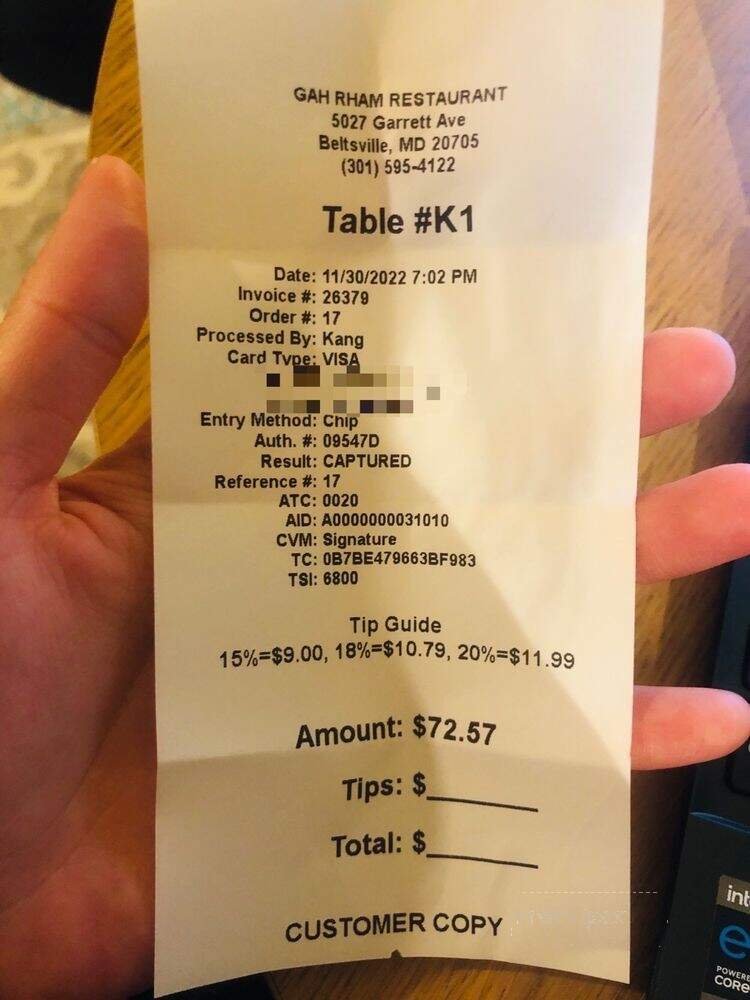 GAH RHAM RESTAURANT
5027 Garrett Ave
Beltsville, MD 20705
(301) 595-4122
Table #K1
Date: 11/30/2022 7:02 PM
Invoice #: 26379
Order #: 17
Processed By: Kang
Card Type: VISA
Entry Method: Chip
Auth. #: 09547D
Result: CAPTURED
Reference #: 17
ATC: 0020
AID: A0000000031010
CVM: Signature
TC: 0B7BE479663BF983
TSI: 6800
Tip Guide
15%=$9.00, 18%=$10.79, 20%=$11.99
Amount: $72.57
Tips: $
Total: $
CUSTOMER COPY
int
e
POWERE
CORE